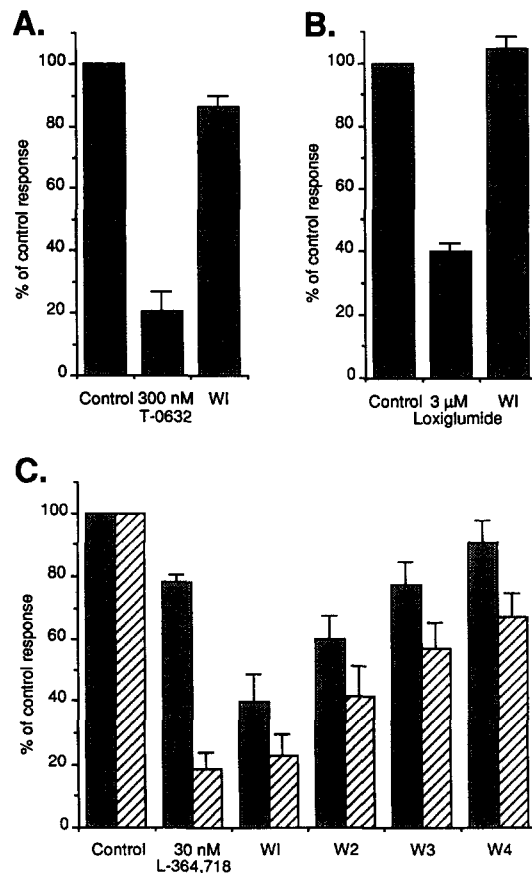 A.
100
80
60
40
20
0
% of control response
Control 300 nM WI
T-0632
B.
100
80
60
40
20
0
% of control response
Control 3 μM WI
Loxiglumide
C.
100
80
60
40
20
0
% of control response
Control 30 nM WI W2 W3 W4
L-364,718